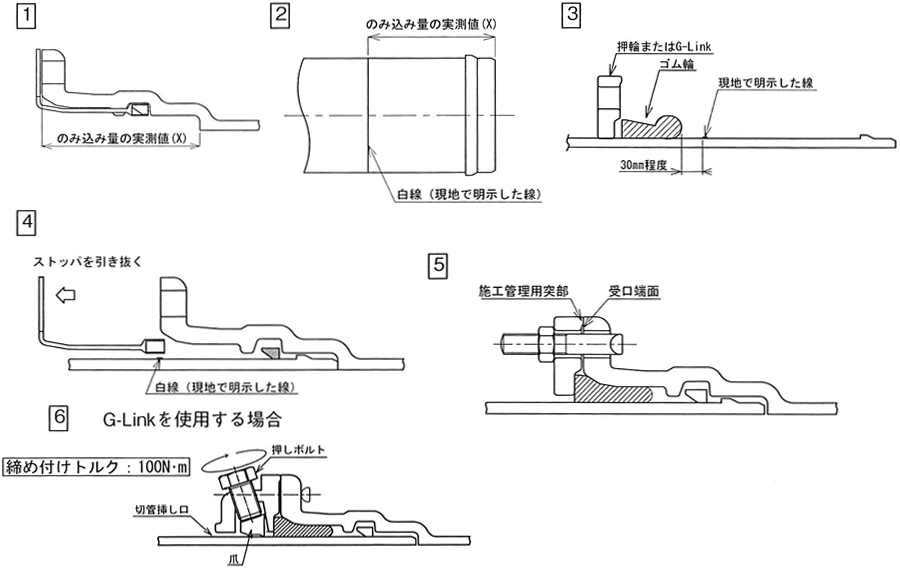 1
のみ込み量の実測値(X)
2
のみ込み量の実測値(X)
白線（現地で明示した線）
3
押輪またはG-Link
ゴム輪
現地で明示した線
30mm程度
4
ストッパを引き抜く
白線（現地で明示した線）
5
施工管理用突部
受口端面
6
G-Linkを使用する場合
締め付けトルク：100N･m
押しボルト
切管挿し口
爪